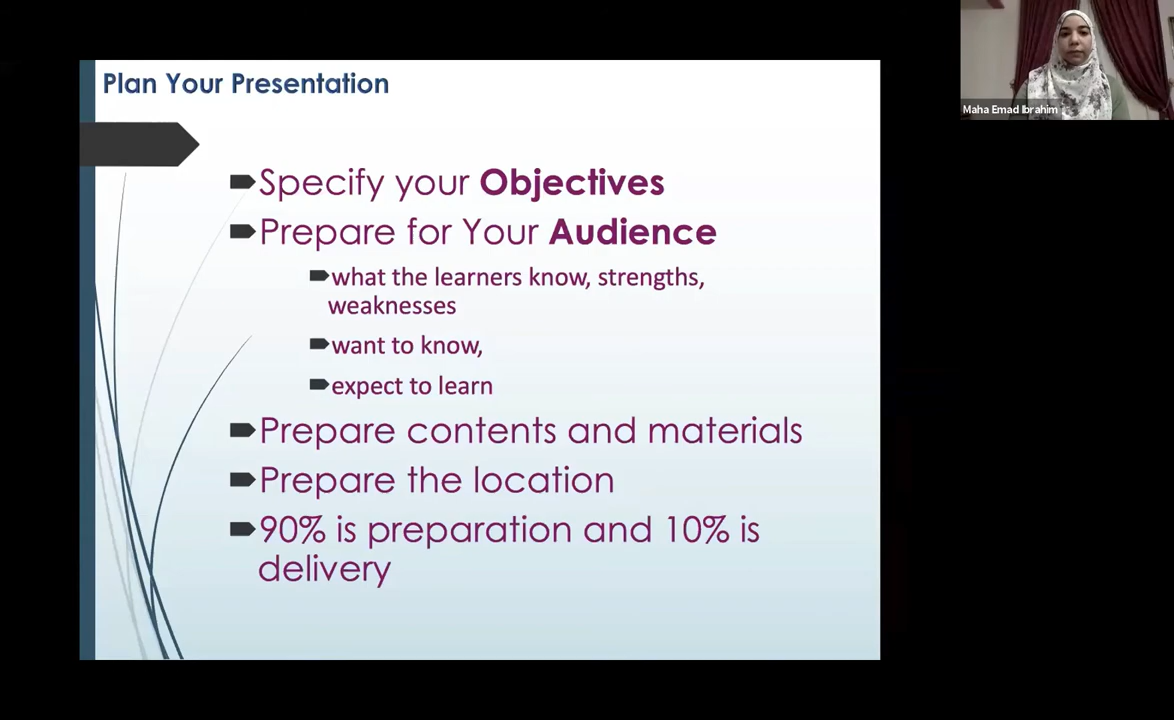 Plan Your Presentation
Maha Emad Ibrahim
Specify your Objectives
Prepare for Your Audience
what the learners know, strengths,
weaknesses
want to know,
expect to learn
Prepare contents and materials
Prepare the location
90% is preparation and 10% is
delivery